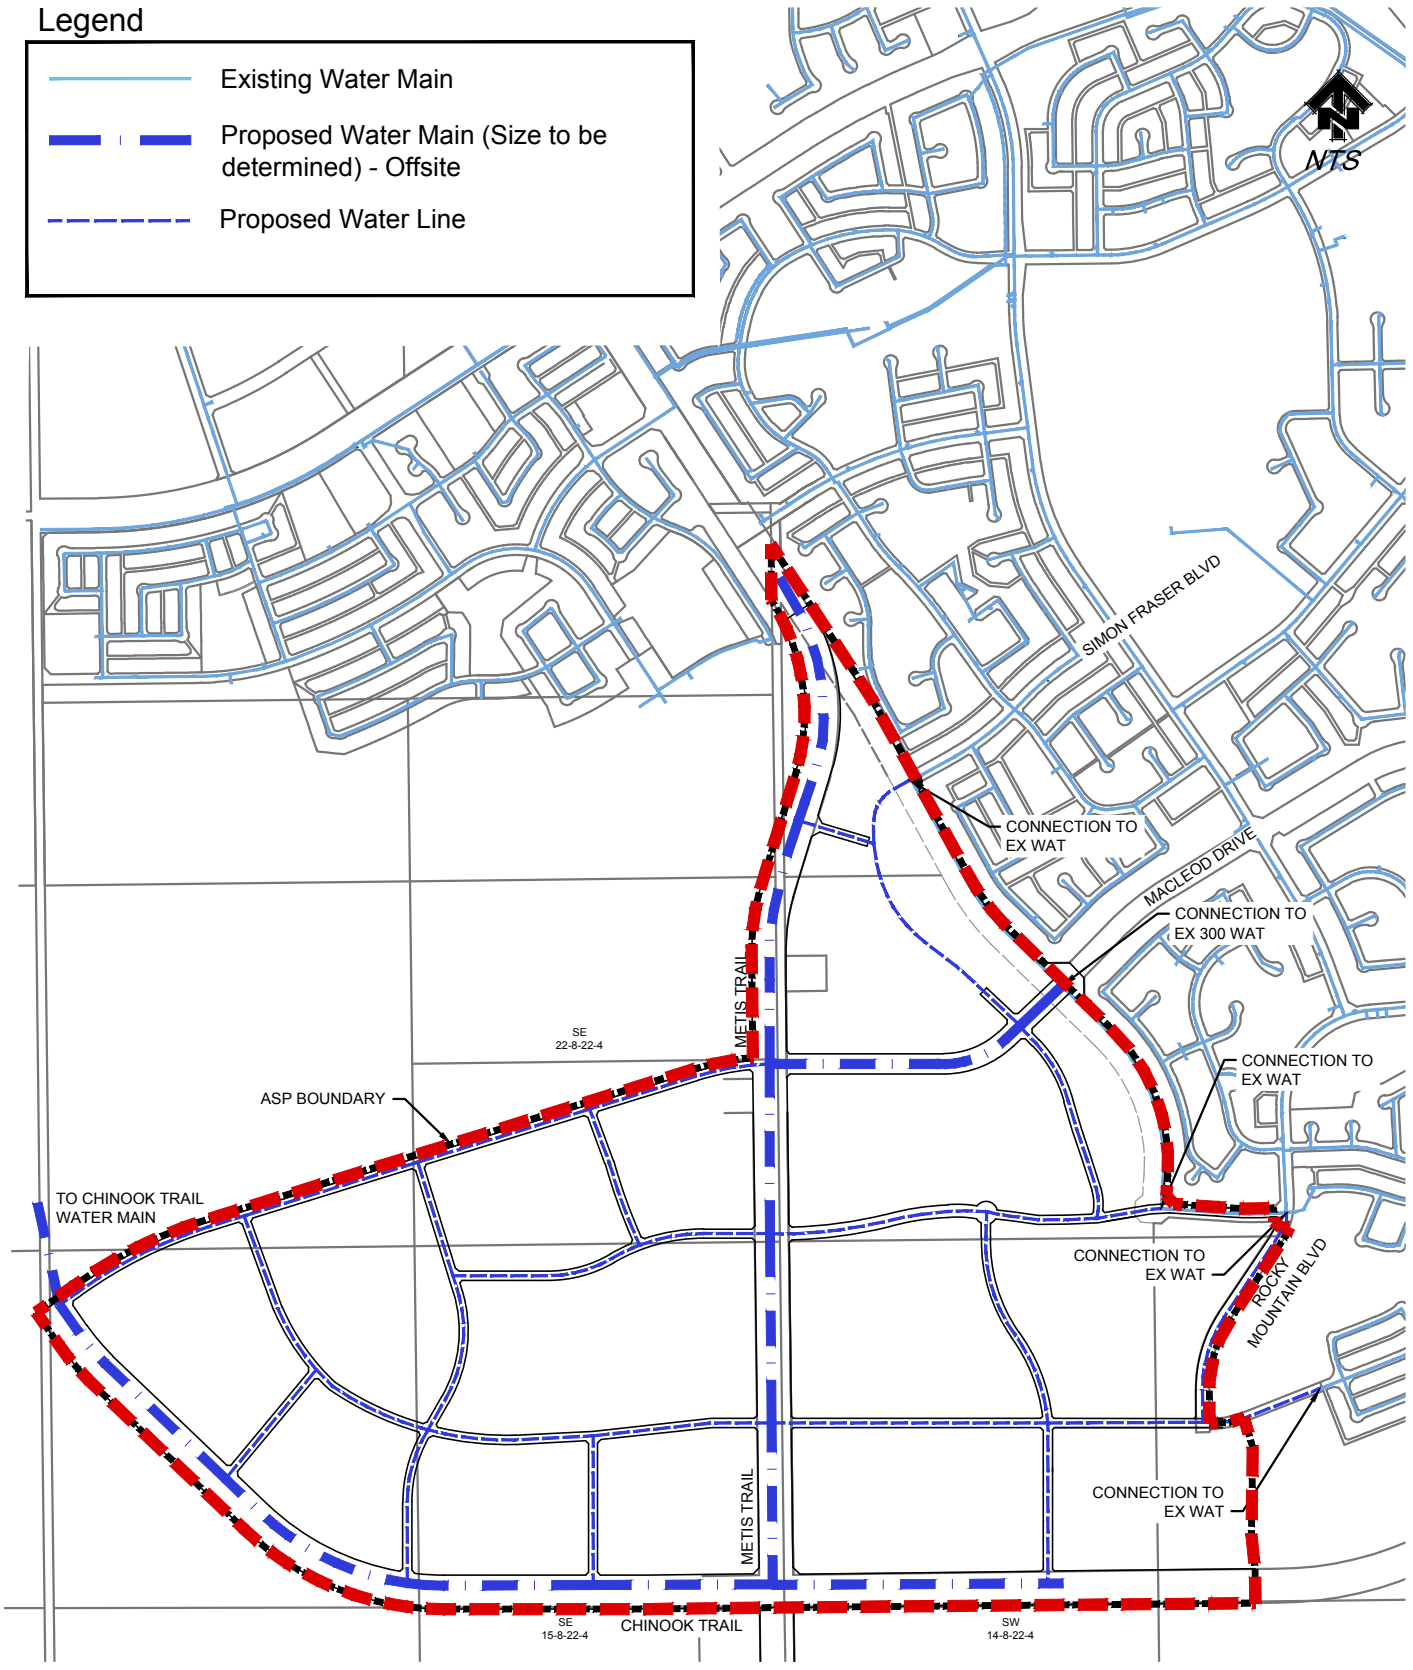 Legend
Existing Water Main
Proposed Water Main (Size to be
determined) - Offsite
Proposed Water Line
N
NTS
SIMON FRASER BLVD
CONNECTION TO
EX WAT
MACLEOD DRIVE
CONNECTION TO
EX 300 WAT
METIS TRAIL
SE
22-8-22-4
CONNECTION TO
EX WAT
ASP BOUNDARY
TO CHINOOK TRAIL
WATER MAIN
CONNECTION TO
EX WAT
ROCKY
MOUNTAIN BLVD
CONNECTION TO
EX WAT
METIS TRAIL
SE
15-8-22-4
CHINOOK TRAIL
SW
14-8-22-4